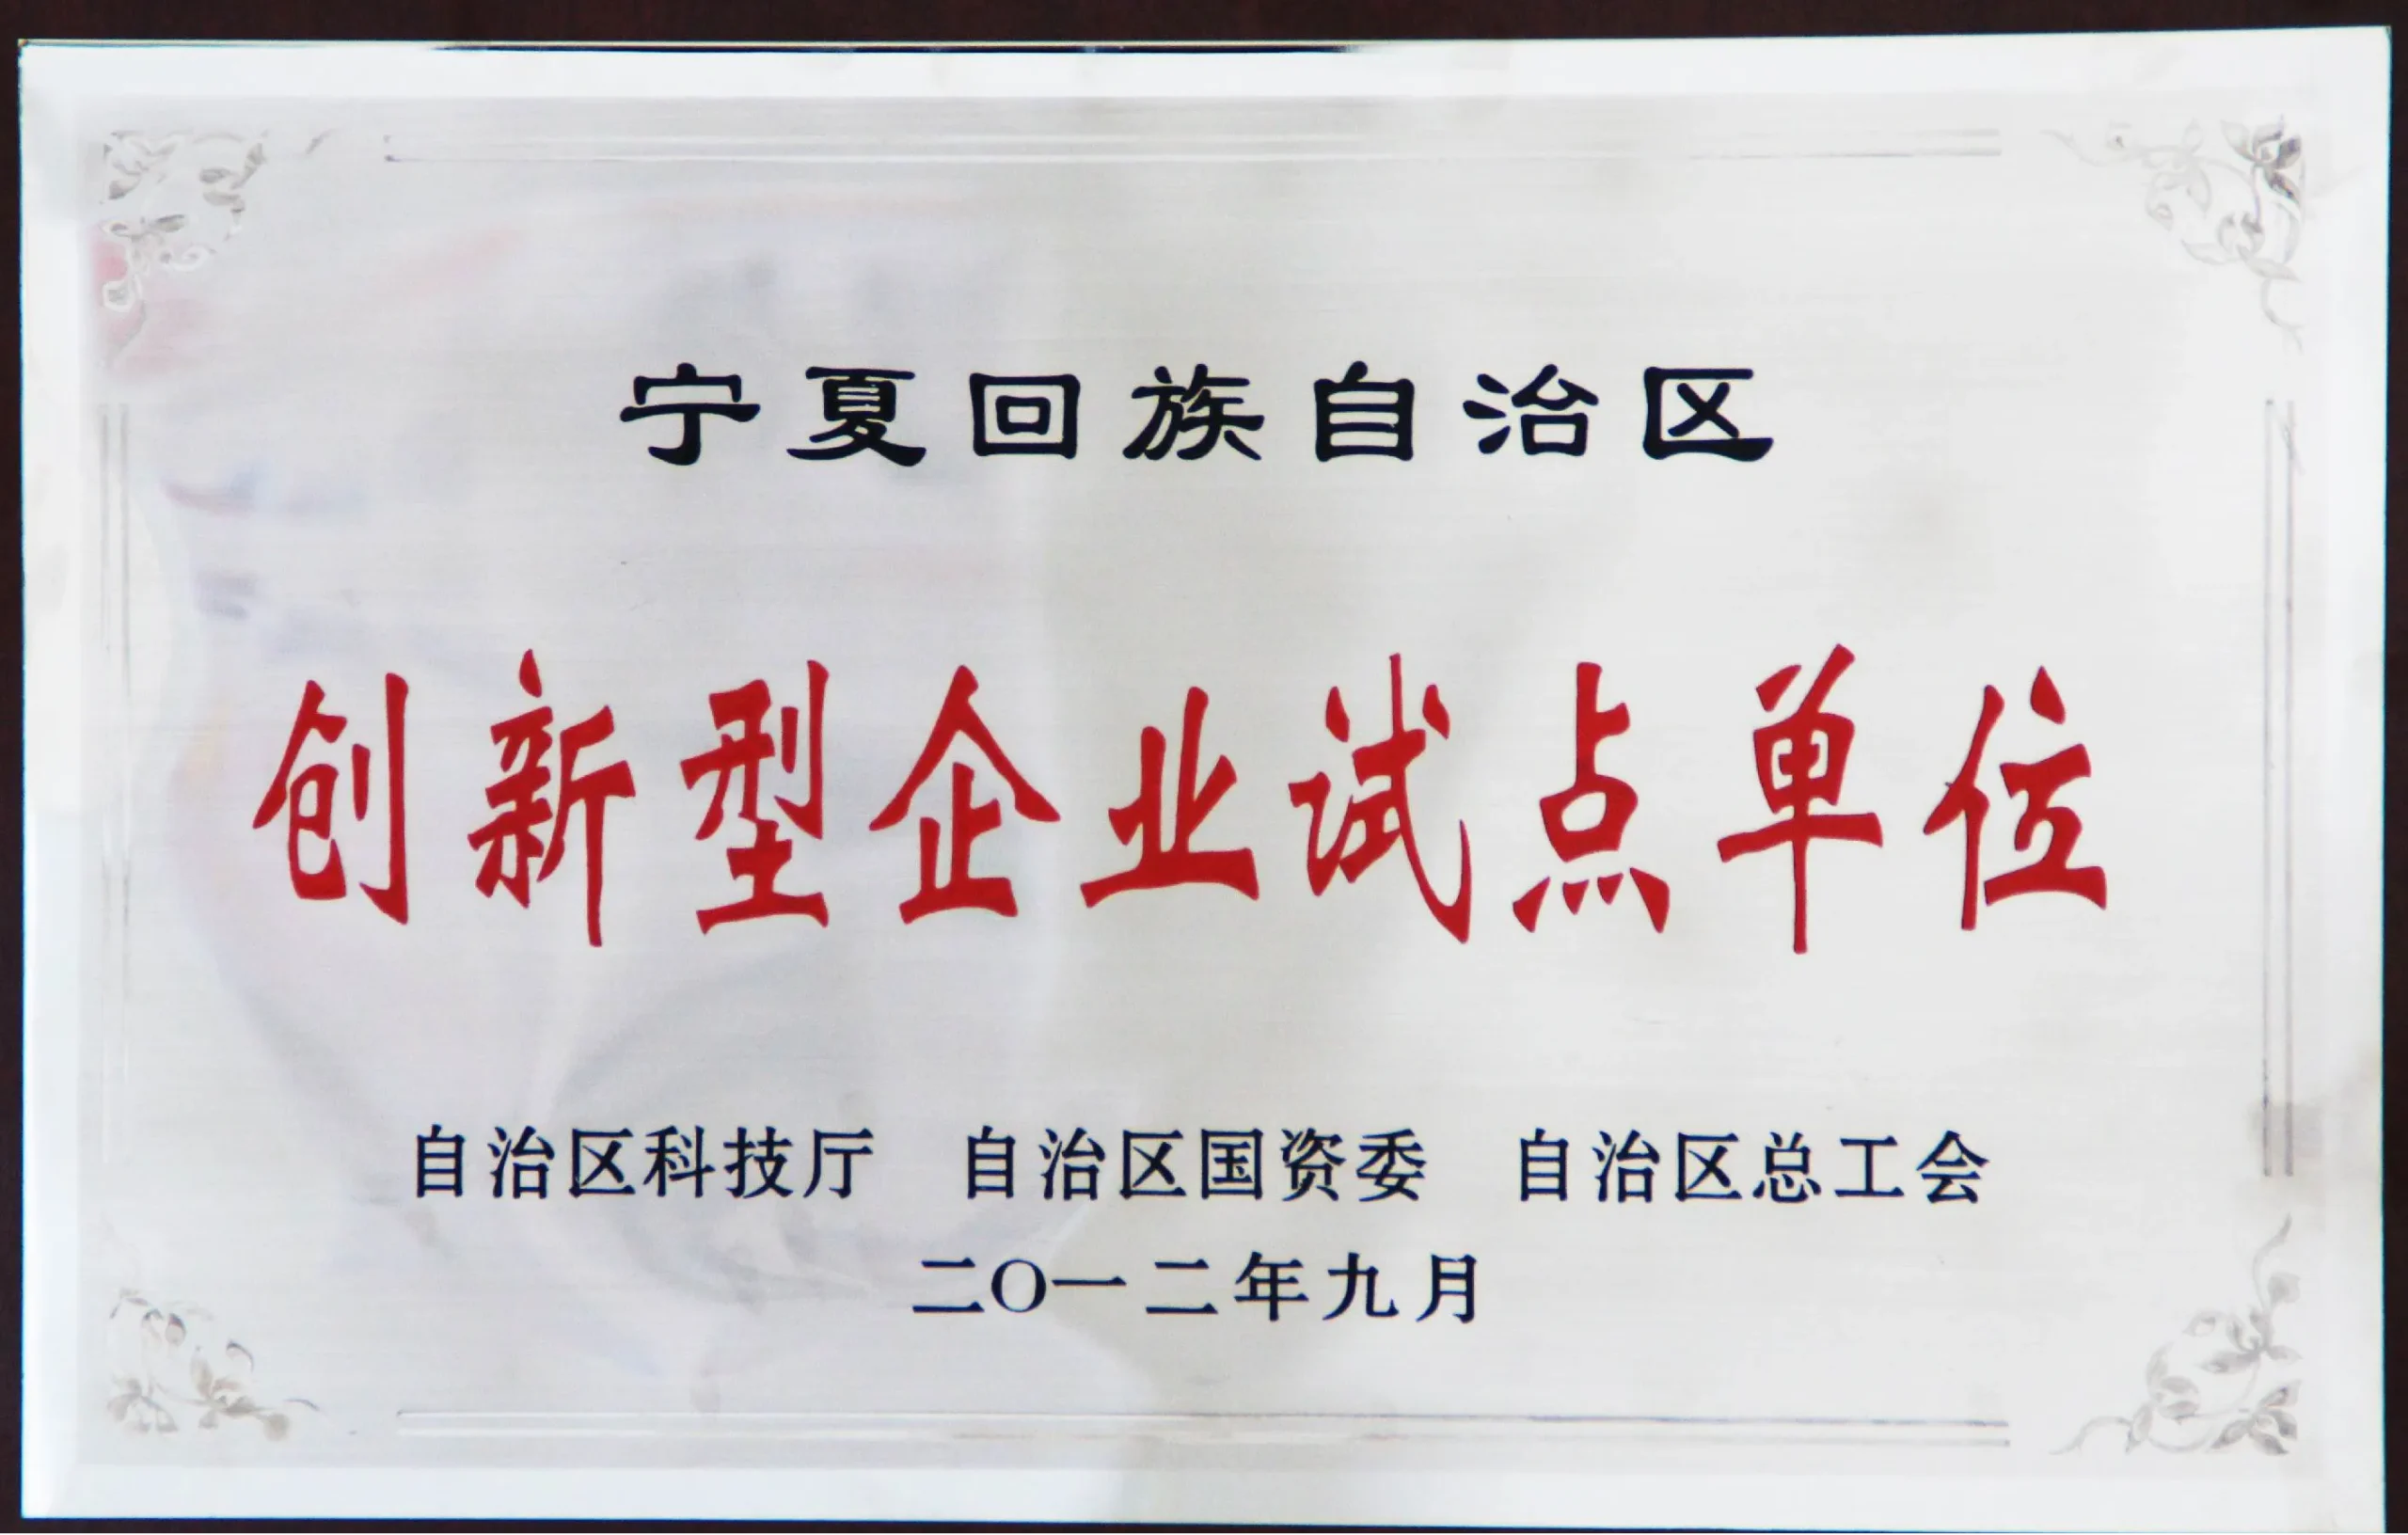 宁夏回族自治区
创新型企业试点单位
自治区科技厅 自治区国资委 自治区总工会
二〇一二年九月